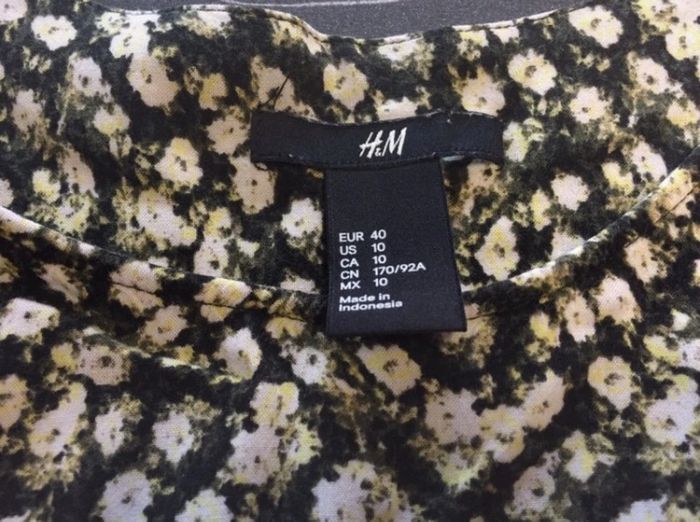 H&M
EUR 40
US 10
CA 10
CN 170/92A
MX 10
Made in
Indonesia